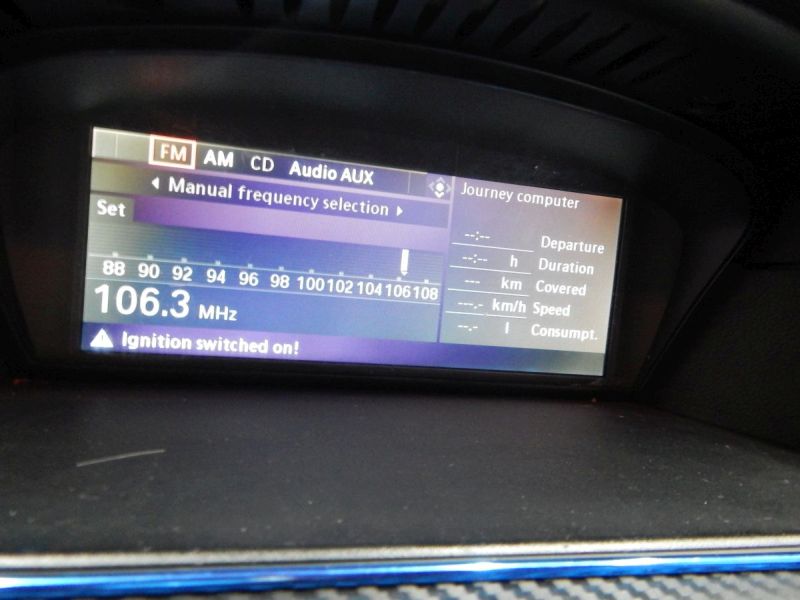 FM AM CD Audio AUX
Manual frequency selection
Set
88 90 92 94 96 98 100 102 104 106 108
106.3 MHz
Ignition switched on!
Journey computer
--:-- Departure
--:-- h Duration
--- km Covered
---.- km/h Speed
--.- l Consumpt.